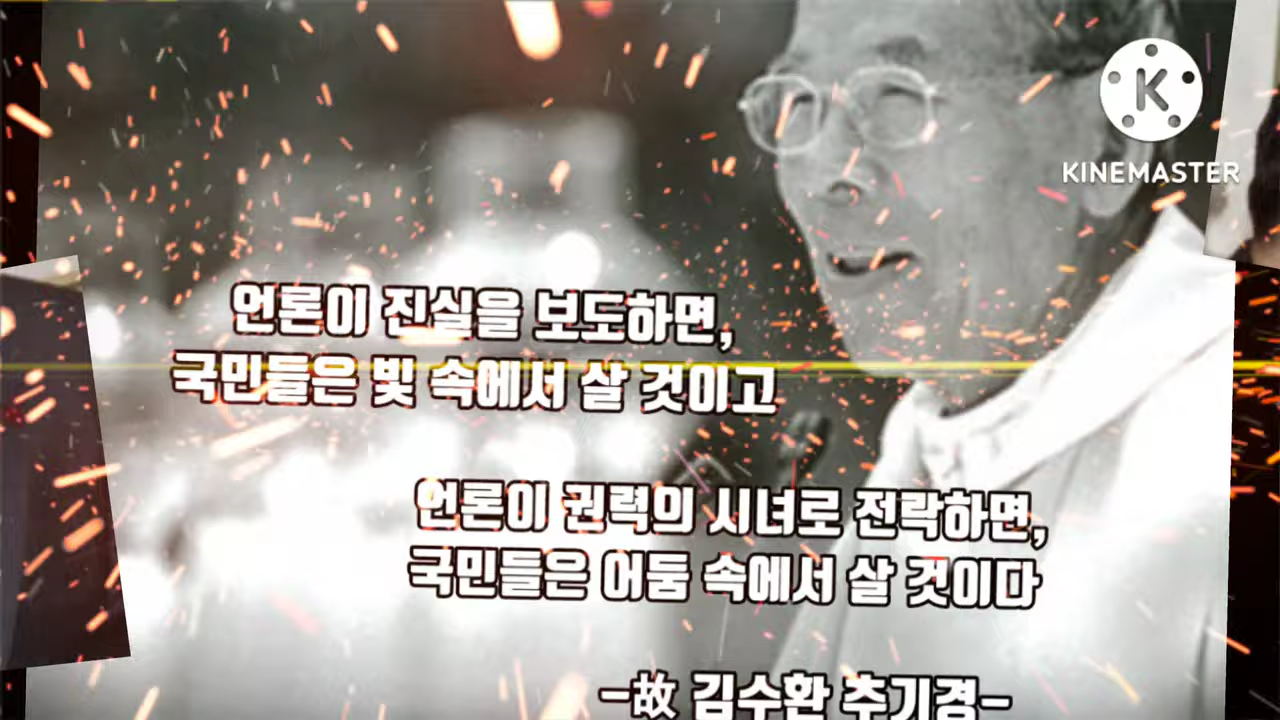 KINEMASTER
언론이 진실을 보도하면,
국민들은 빛 속에서 살 것이고
언론이 권력의 시녀로 전락하면,
국민들은 어둠 속에서 살 것이다
-故 김수환 추기경-